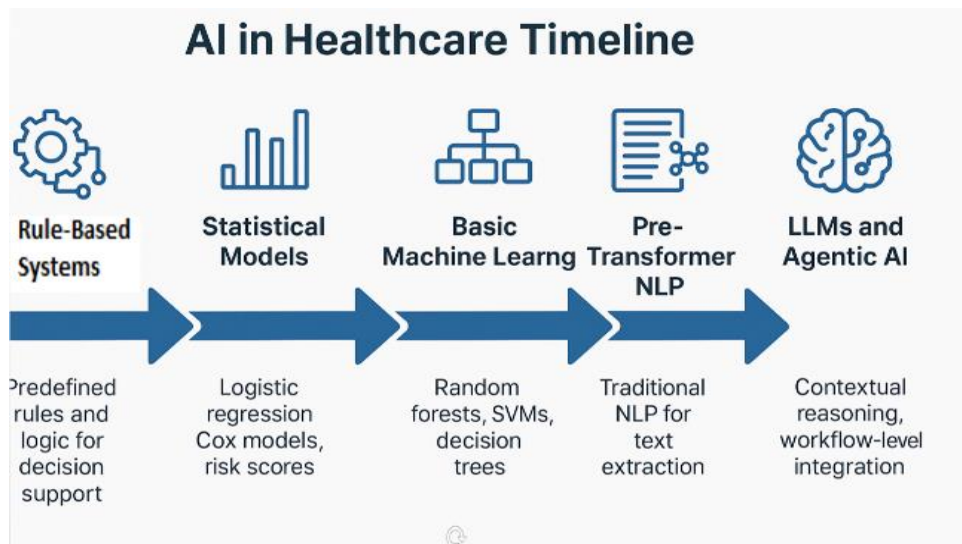 AI in Healthcare Timeline
Rule-Based
Systems
Statistical
Models
Basic
Machine Learng
Pre-
Transformer
NLP
LLMs and
Agentic AI
Predefined
rules and
logic for
decision
support
Logistic
regression
Cox models,
risk scores
Random
forests, SVMs,
decision
trees
Traditional
NLP for
text
extraction
Contextual
reasoning,
workflow-level
integration